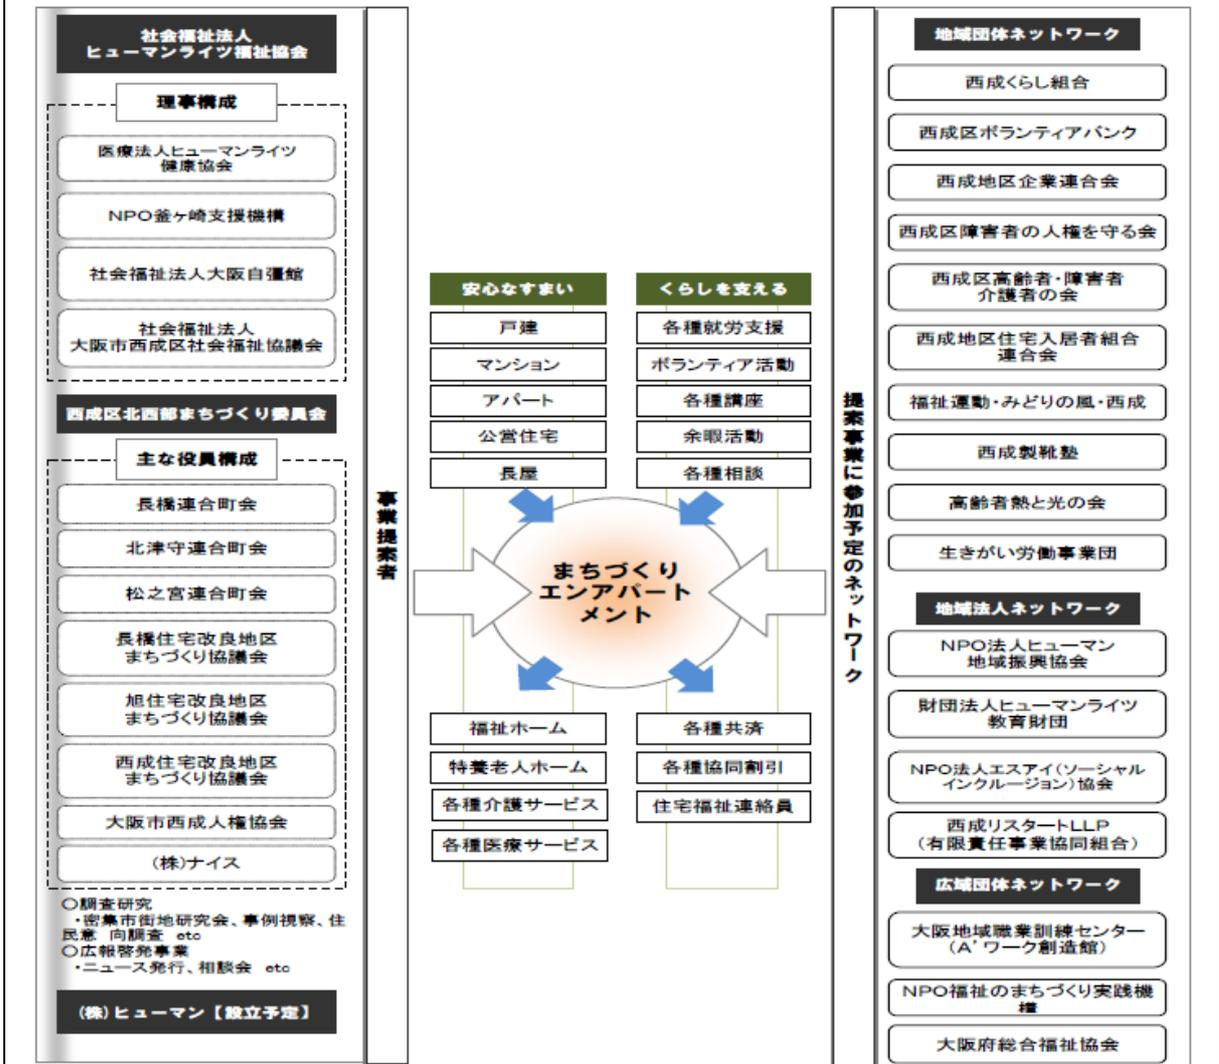 社会福祉法人
ヒューマンライツ福祉協会
理事構成
医療法人ヒューマンライツ
健康協会
NPO釜ヶ崎支援機構
社会福祉法人大阪自彊館
社会福祉法人
大阪市西成区社会福祉協議会
西成区北西部まちづくり委員会
主な役員構成
長橋連合町会
北津守連合町会
松之宮連合町会
長橋住宅改良地区
まちづくり協議会
旭住宅改良地区
まちづくり協議会
西成住宅改良地区
まちづくり協議会
大阪市西成人権協会
(株)ナイス
○調査研究
・密集市街地研究会、事例視察、住
民意 向調査 etc
○広報啓発事業
・ニュース発行、相談会 etc
(株)ヒューマン【設立予定】
事業提案者
安心なすまい
戸建
マンション
アパート
公営住宅
長屋
くらしを支える
各種就労支援
ボランティア活動
各種講座
余暇活動
各種相談
まちづくり
エンアパート
メント
福祉ホーム
特養老人ホーム
各種介護サービス
各種医療サービス
各種共済
各種協同割引
住宅福祉連絡員
提案事業に参加予定のネットワーク
地域団体ネットワーク
西成くらし組合
西成区ボランティアバンク
西成地区企業連合会
西成区障害者の人権を守る会
西成区高齢者・障害者
介護者の会
西成地区住宅入居者組合
連合会
福祉運動・みどりの風・西成
西成製靴塾
高齢者熱と光の会
生きがい労働事業団
地域法人ネットワーク
NPO法人ヒューマン
地域振興協会
財団法人ヒューマンライツ
教育財団
NPO法人エスアイ(ソーシャル
インクルージョン)協会
西成リスタートLLP
(有限責任事業協同組合)
広域団体ネットワーク
大阪地域職業訓練センター
(A'ワーク創造館)
NPO福祉のまちづくり実践機
構
大阪府総合福祉協会